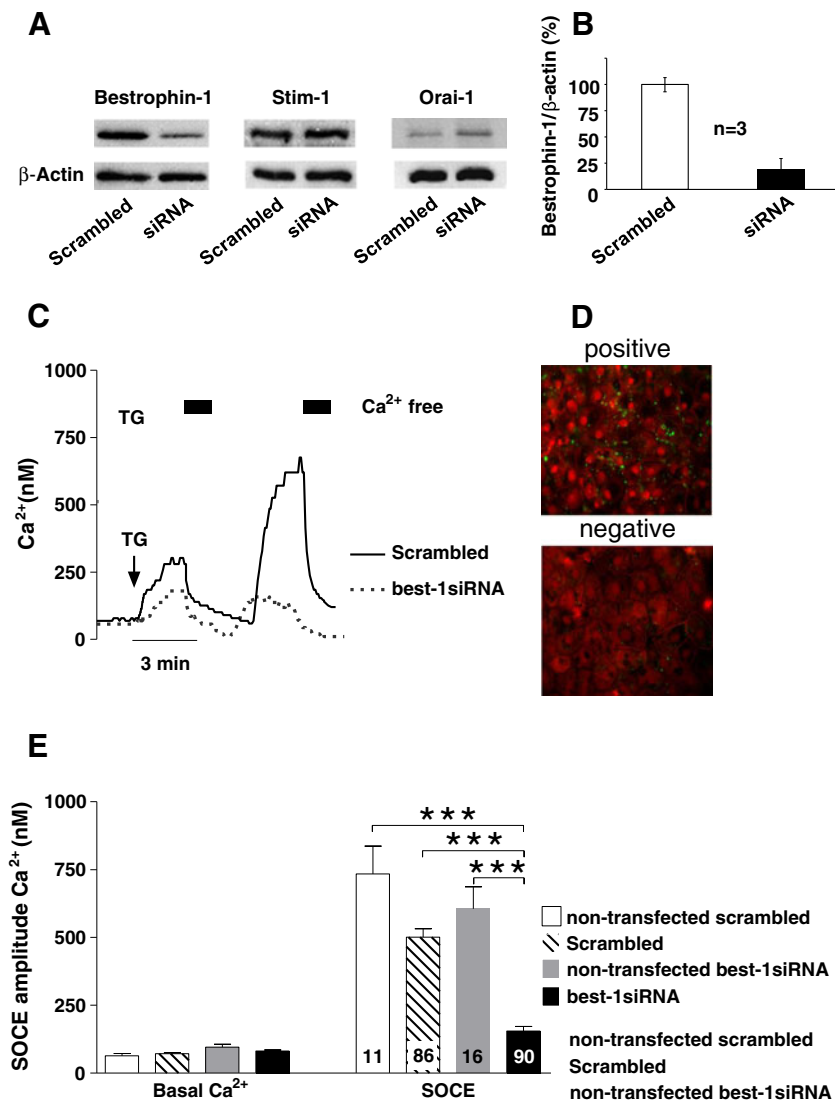 A
Bestrophin-1
Stim-1
Orai-1
β-Actin
Scrambled
siRNA
Scrambled
siRNA
Scrambled
siRNA
B
Bestrophin-1/β-actin (%)
100
75
50
25
0
n=3
Scrambled
siRNA
C
Ca²⁺(nM)
1000
750
500
250
0
TG
Ca²⁺ free
TG
Scrambled
best-1siRNA
3 min
D
positive
negative
E
SOCE amplitude Ca²⁺ (nM)
1000
750
500
250
0
***
***
***
11
86
16
90
Basal Ca²⁺
SOCE
non-transfected scrambled
Scrambled
non-transfected best-1siRNA
best-1siRNA
non-transfected scrambled
Scrambled
non-transfected best-1siRNA